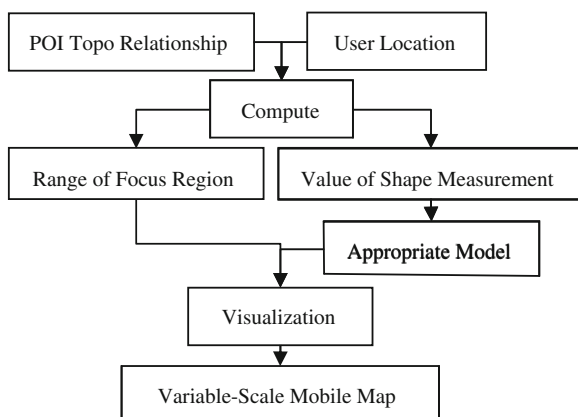 POI Topo Relationship
User Location
Compute
Range of Focus Region
Value of Shape Measurement
Appropriate Model
Visualization
Variable-Scale Mobile Map